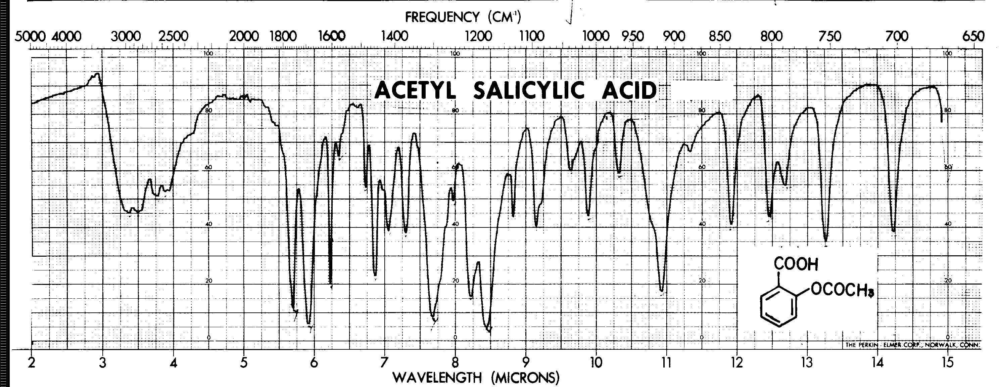 FREQUENCY (CM⁻¹)
5000 4000 3000 2500 2000 1800 1600 1400 1200 1100 1000 950 900 850 800 750 700 650
100 100 100 100
ACETYL SALICYLIC ACID
80 80 80 80
60 60 60 60
40 40 40 40
COOH
20 20 20 20
OCOCH₃
0 0 0 0
THE PERKIN-ELMER CORP., NORWALK, CONN.
2 3 4 5 6 7 8 9 10 11 12 13 14 15
WAVELENGTH (MICRONS)